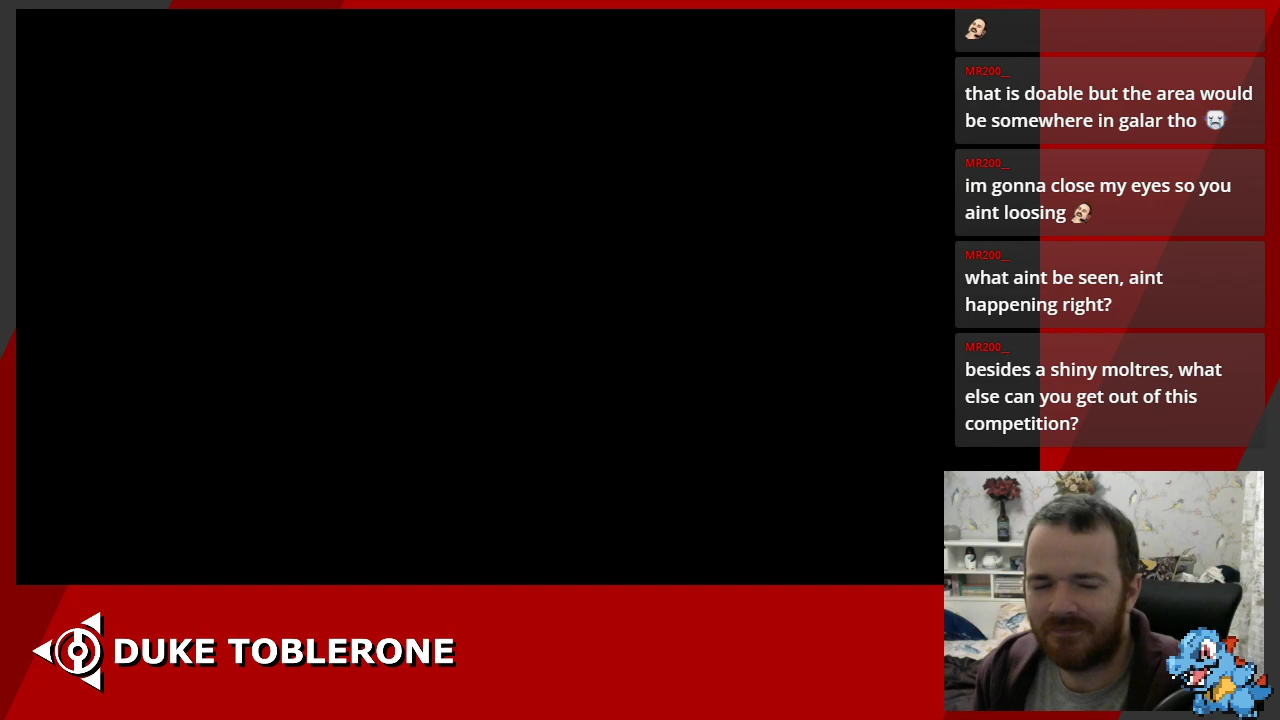 MR200__
that is doable but the area would
be somewhere in galar tho
MR200__
im gonna close my eyes so you
aint loosing
MR200__
what aint be seen, aint
happening right?
MR200__
besides a shiny moltres, what
else can you get out of this
competition?
DUKE TOBLERONE